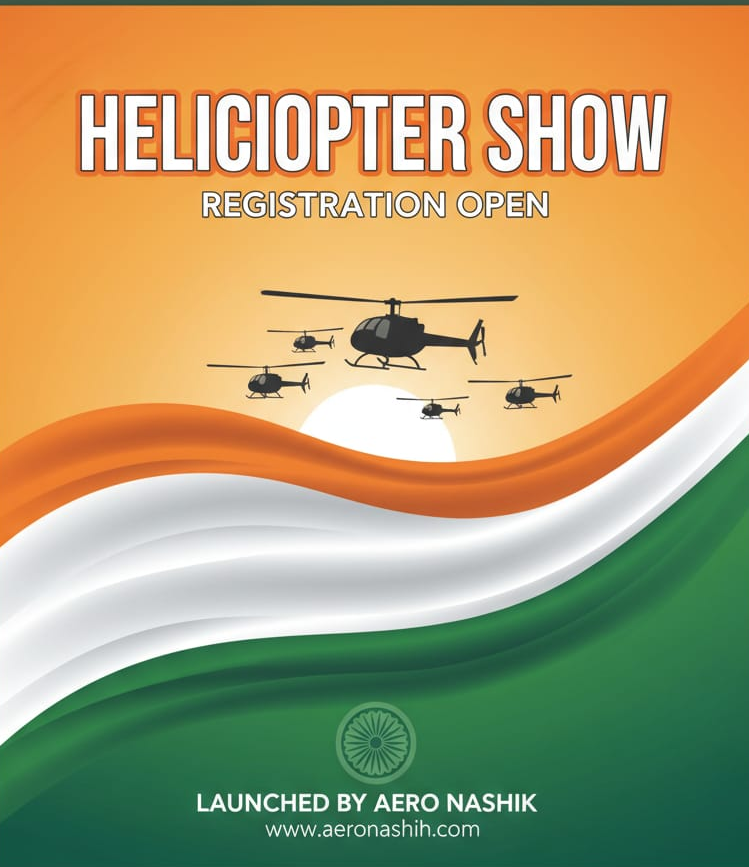 HELICIOPTER SHOW
REGISTRATION OPEN
LAUNCHED BY AERO NASHIK
www.aeronashih.com